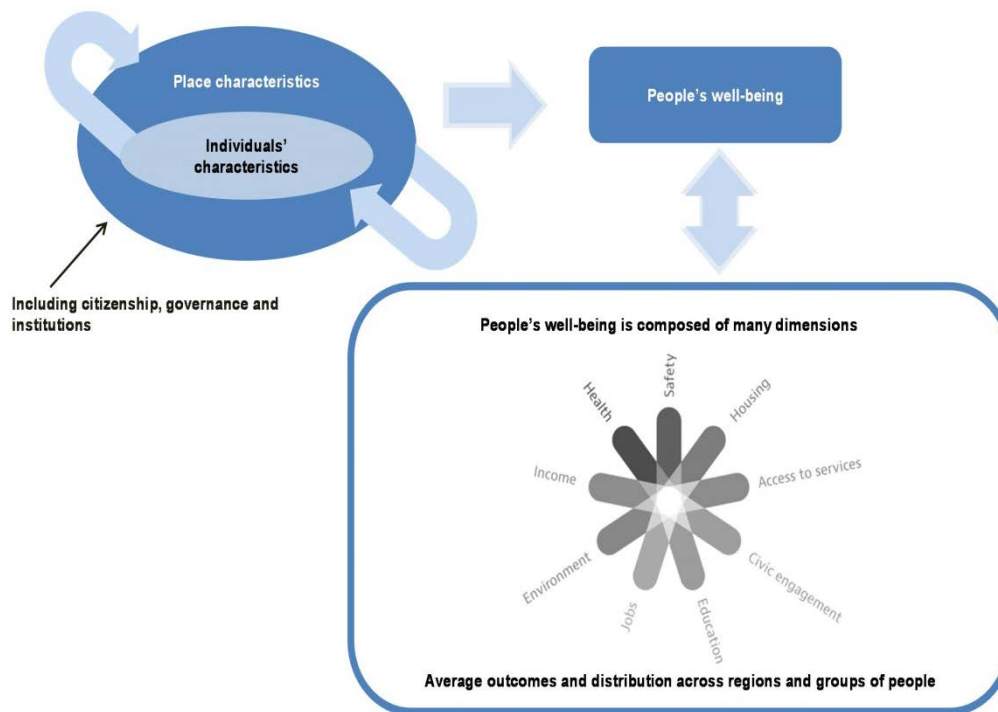 Place characteristics
Individuals'
characteristics
People's well-being
Including citizenship, governance and
institutions
People's well-being is composed of many dimensions
Safety
Health
Housing
Income
Access to services
Environment
Civic engagement
Jobs
Education
Average outcomes and distribution across regions and groups of people